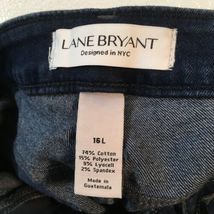 LANE BRYANT
Designed in NYC
16L
74% Cotton
15% Polyester
9% Lyocell
2% Spandex
Made in
Guatemala